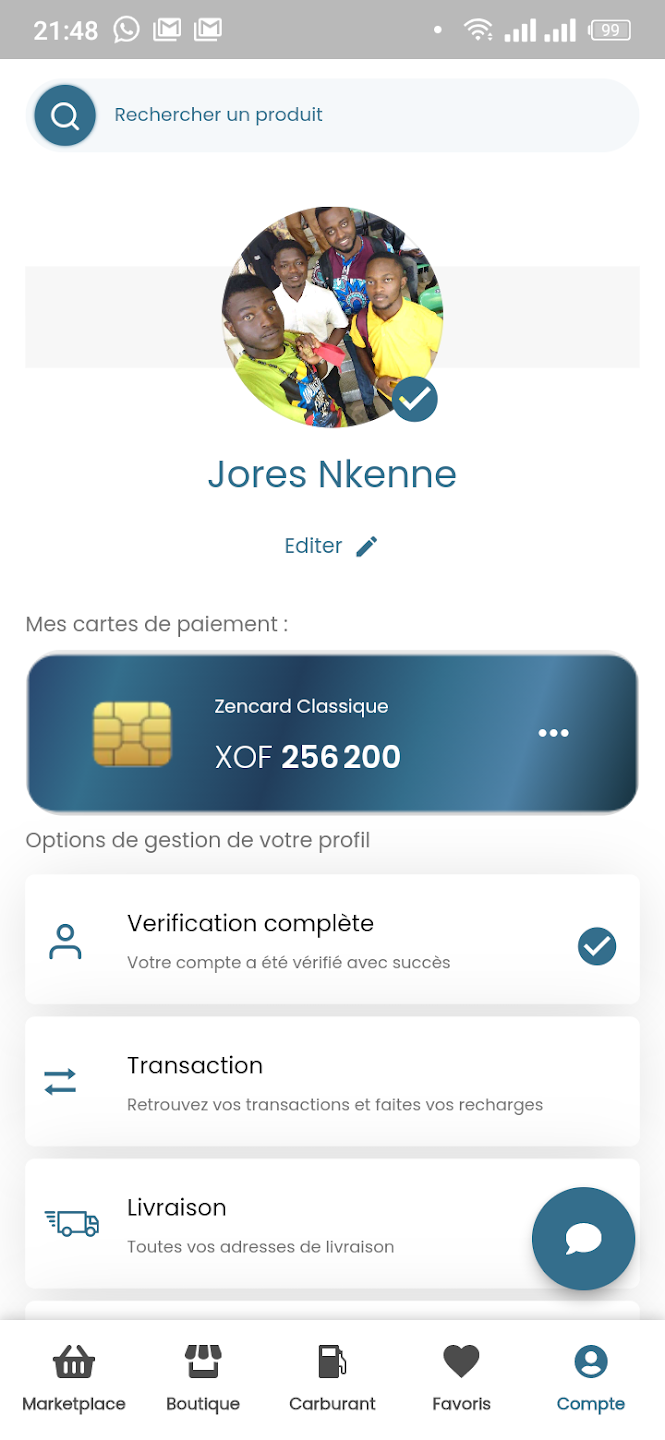 21:48
99
Rechercher un produit
Jores Nkenne
Editer
Mes cartes de paiement :
Zencard Classique
XOF 256 200
Options de gestion de votre profil
Verification complète
Votre compte a été vérifié avec succès
Transaction
Retrouvez vos transactions et faites vos recharges
Livraison
Toutes vos adresses de livraison
Marketplace
Boutique
Carburant
Favoris
Compte